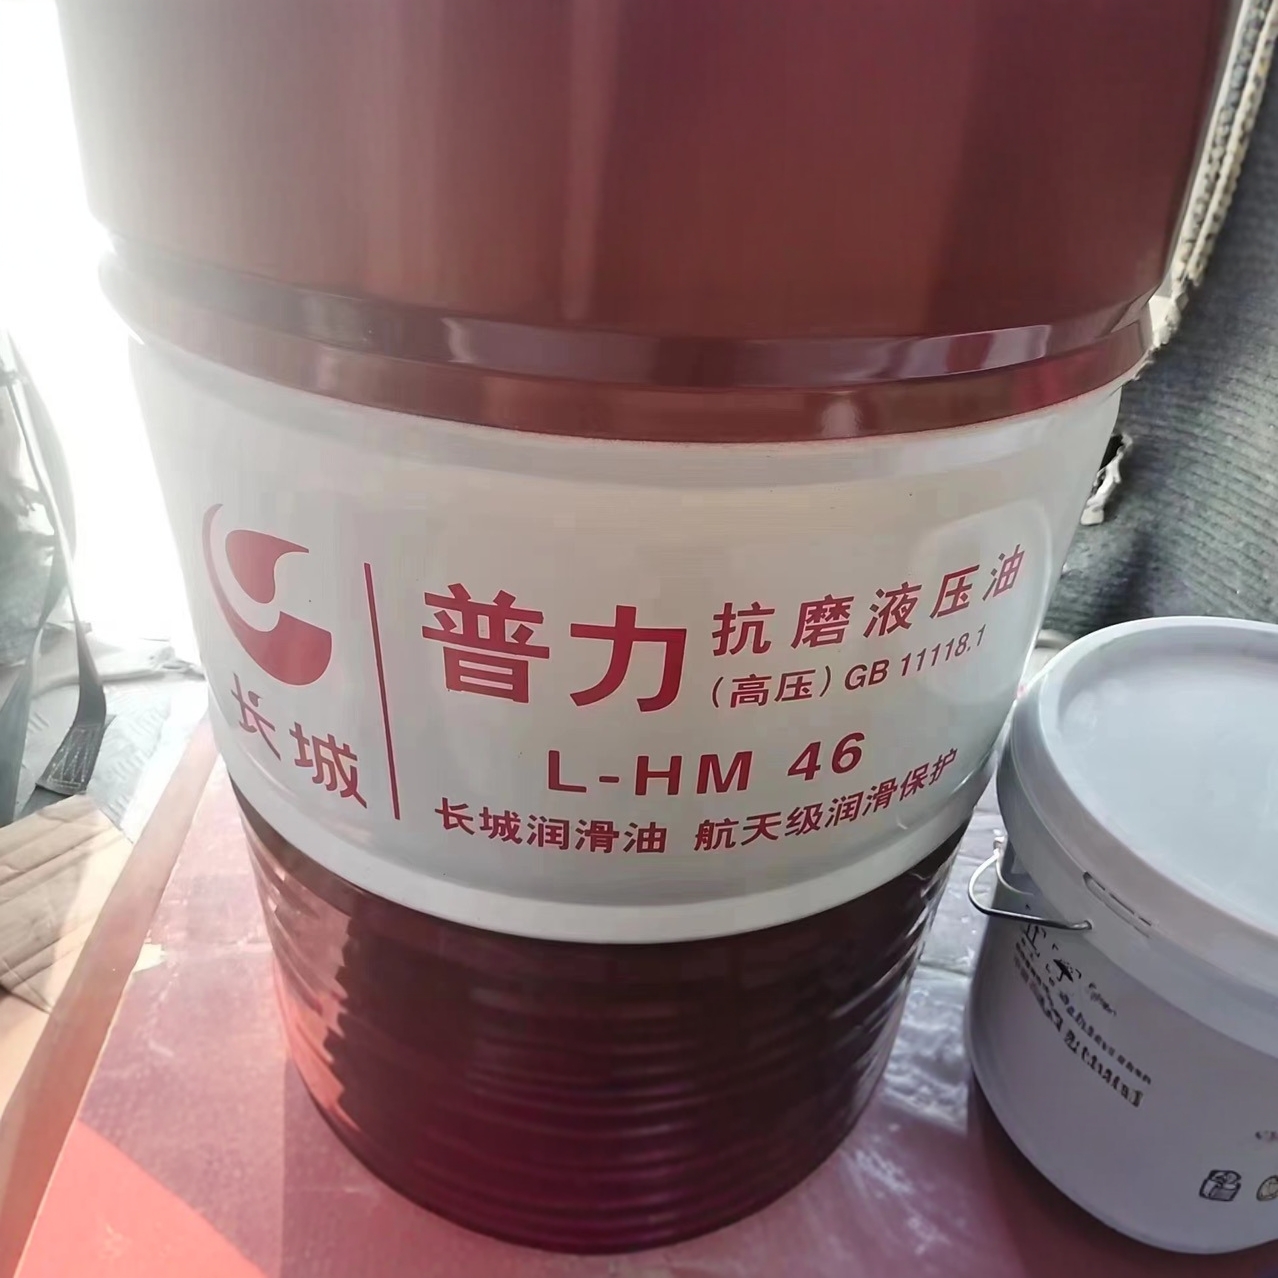 长城
普力
抗磨液压油
(高压) GB 11118.1
L-HM 46
长城润滑油 航天级润滑保护